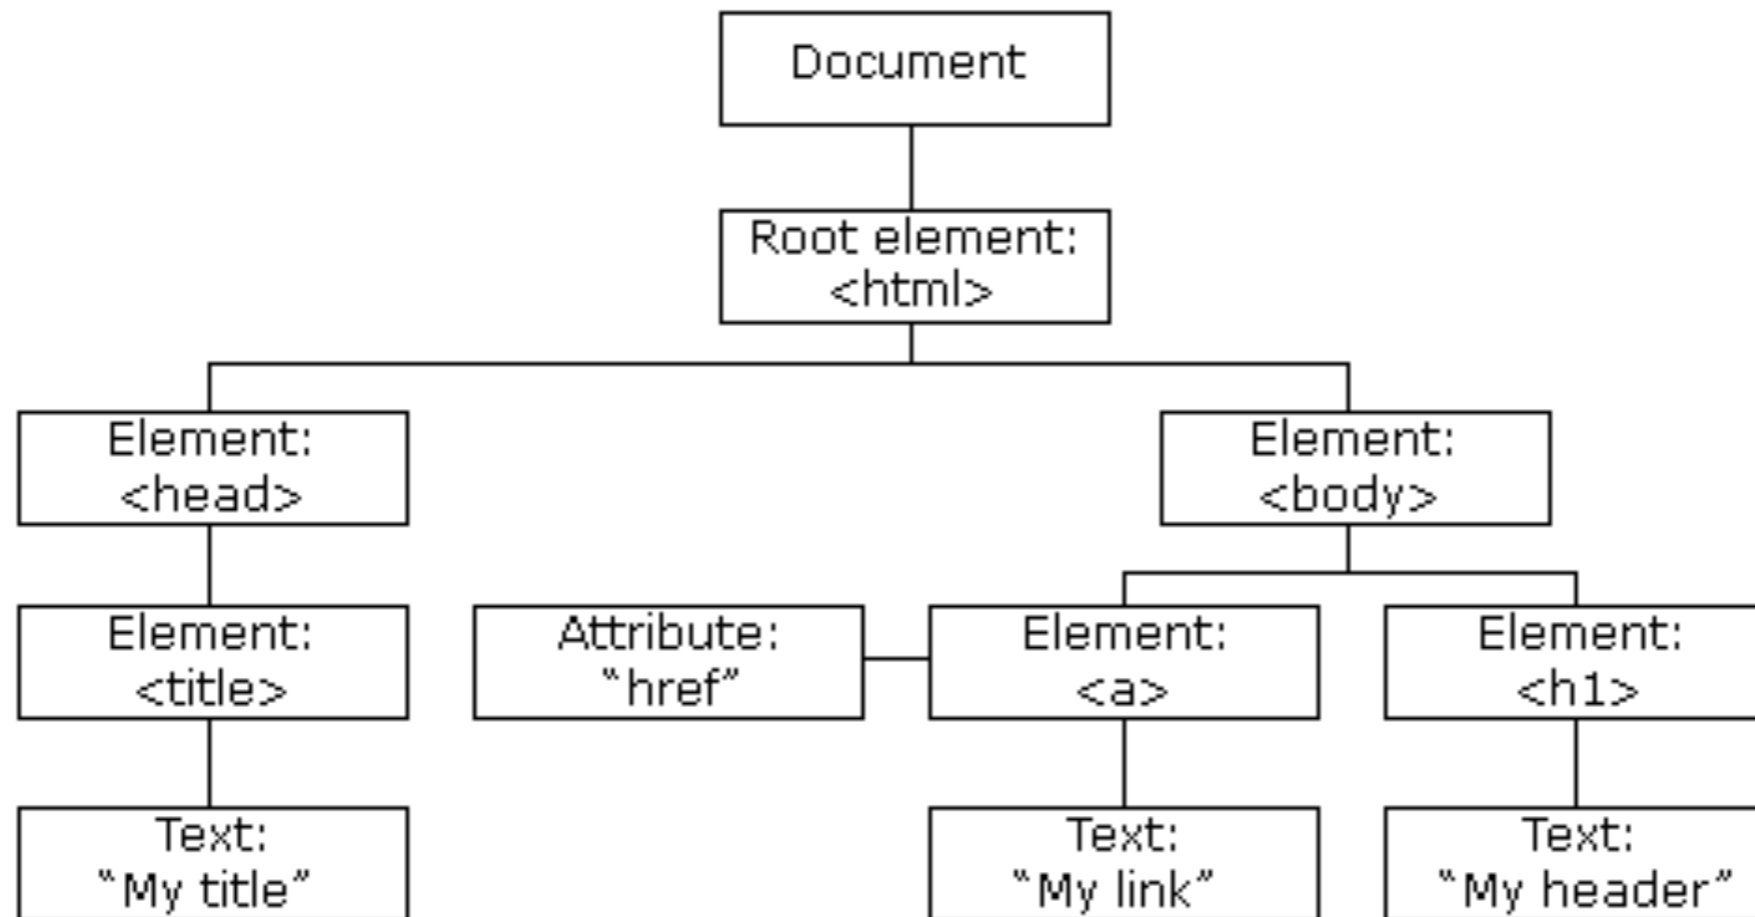 Document
Root element:
<html>
Element:
<head>
Element:
<body>
Element:
<title>
Attribute:
“href”
Element:
<a>
Element:
<h1>
Text:
“My title”
Text:
“My link”
Text:
“My header”